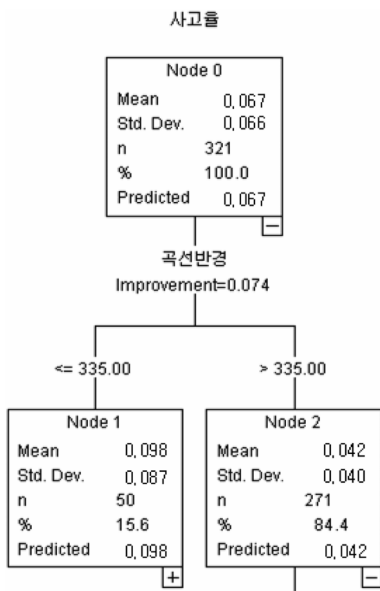 사고율
Node 0
Mean 0,067
Std. Dev. 0,066
n 321
% 100.0
Predicted 0,067
−
곡선반경
Improvement=0.074
<= 335.00
> 335.00
Node 1
Mean 0,098
Std. Dev. 0,087
n 50
% 15.6
Predicted 0,098
+
Node 2
Mean 0,042
Std. Dev. 0,040
n 271
% 84.4
Predicted 0,042
−